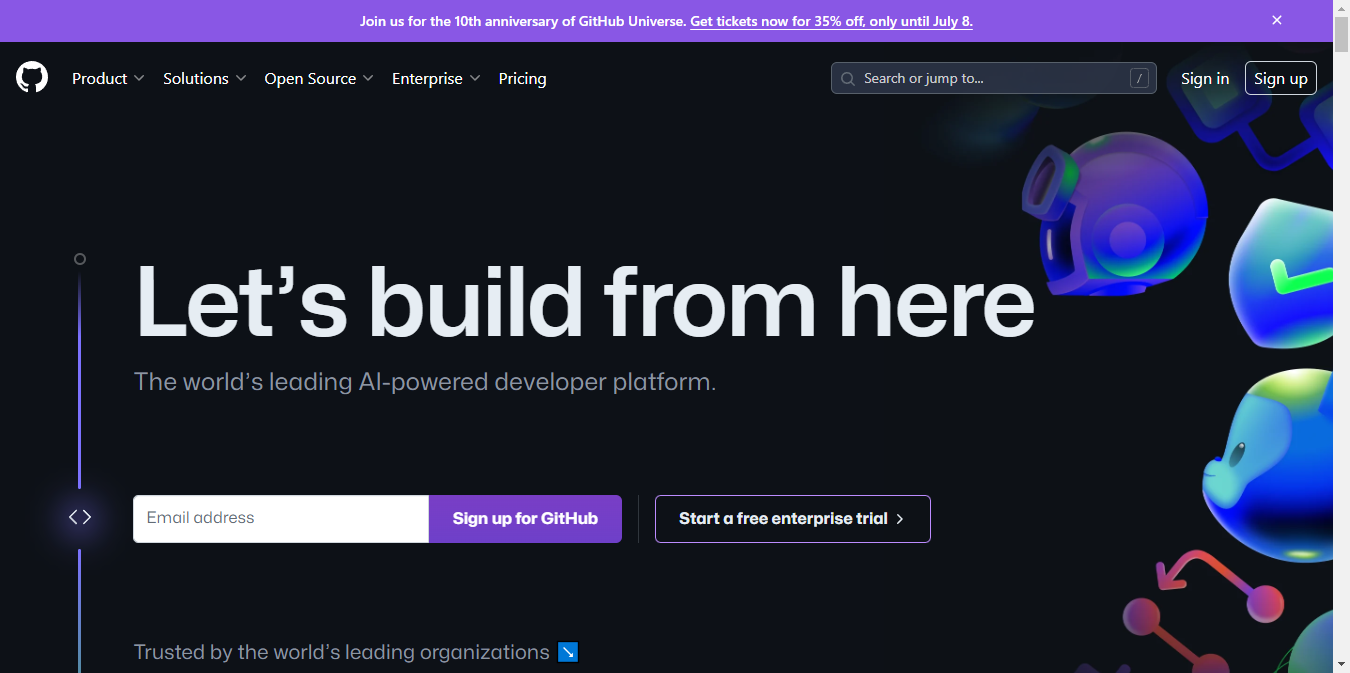 Join us for the 10th anniversary of GitHub Universe. Get tickets now for 35% off, only until July 8.
Product Solutions Open Source Enterprise Pricing Search or jump to... / Sign in Sign up
Let’s build from here
The world’s leading AI-powered developer platform.
Email address Sign up for GitHub Start a free enterprise trial
Trusted by the world’s leading organizations ↘